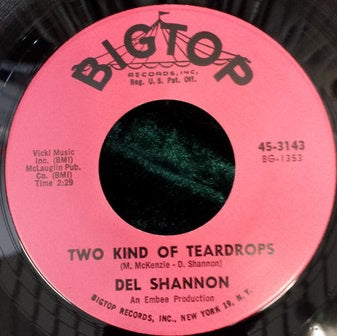 BIGTOP
RECORDS, INC.
Reg. U.S. Pat. Off.
Vicki Music
Inc. (BMI)
McLaughlin Pub.
Co. (BMI)
Time 2:29
45-3143
BG-1353
TWO KIND OF TEARDROPS
(M. McKenzie - D. Shannon)
DEL SHANNON
An Embee Production
BIGTOP RECORDS, INC., NEW YORK 19, N. Y.